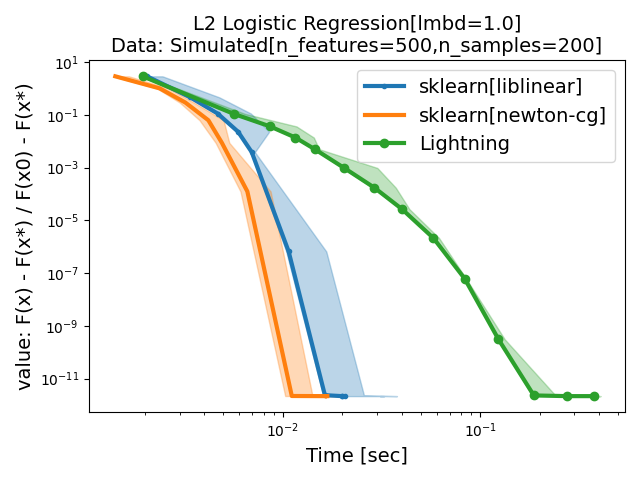 L2 Logistic Regression[lmbd=1.0]
Data: Simulated[n_features=500,n_samples=200]
value: F(x) - F(x*) / F(x0) - F(x*)
10¹
10⁻¹
10⁻³
10⁻⁵
10⁻⁷
10⁻⁹
10⁻¹¹
sklearn[liblinear]
sklearn[newton-cg]
Lightning
10⁻²
10⁻¹
Time [sec]